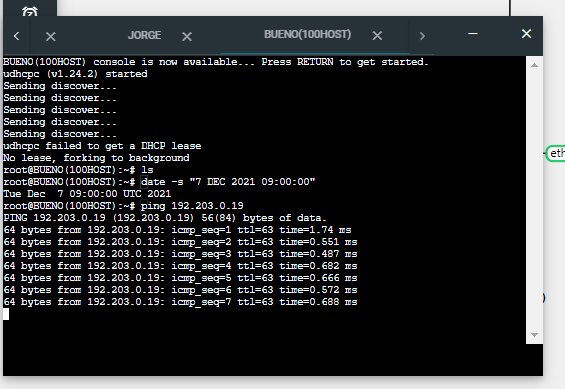 JORGE
BUENO(100HOST)
BUENO(100HOST) console is now available... Press RETURN to get started.
udhcpc (v1.24.2) started
Sending discover...
Sending discover...
Sending discover...
Sending discover...
Sending discover...
udhcpc failed to get a DHCP lease
No lease, forking to background
root@BUENO(100HOST):~# ls
root@BUENO(100HOST):~# date -s "7 DEC 2021 09:00:00"
Tue Dec  7 09:00:00 UTC 2021
root@BUENO(100HOST):~# ping 192.203.0.19
PING 192.203.0.19 (192.203.0.19) 56(84) bytes of data.
64 bytes from 192.203.0.19: icmp_seq=1 ttl=63 time=1.74 ms
64 bytes from 192.203.0.19: icmp_seq=2 ttl=63 time=0.551 ms
64 bytes from 192.203.0.19: icmp_seq=3 ttl=63 time=0.487 ms
64 bytes from 192.203.0.19: icmp_seq=4 ttl=63 time=0.682 ms
64 bytes from 192.203.0.19: icmp_seq=5 ttl=63 time=0.666 ms
64 bytes from 192.203.0.19: icmp_seq=6 ttl=63 time=0.572 ms
64 bytes from 192.203.0.19: icmp_seq=7 ttl=63 time=0.688 ms
eth
)